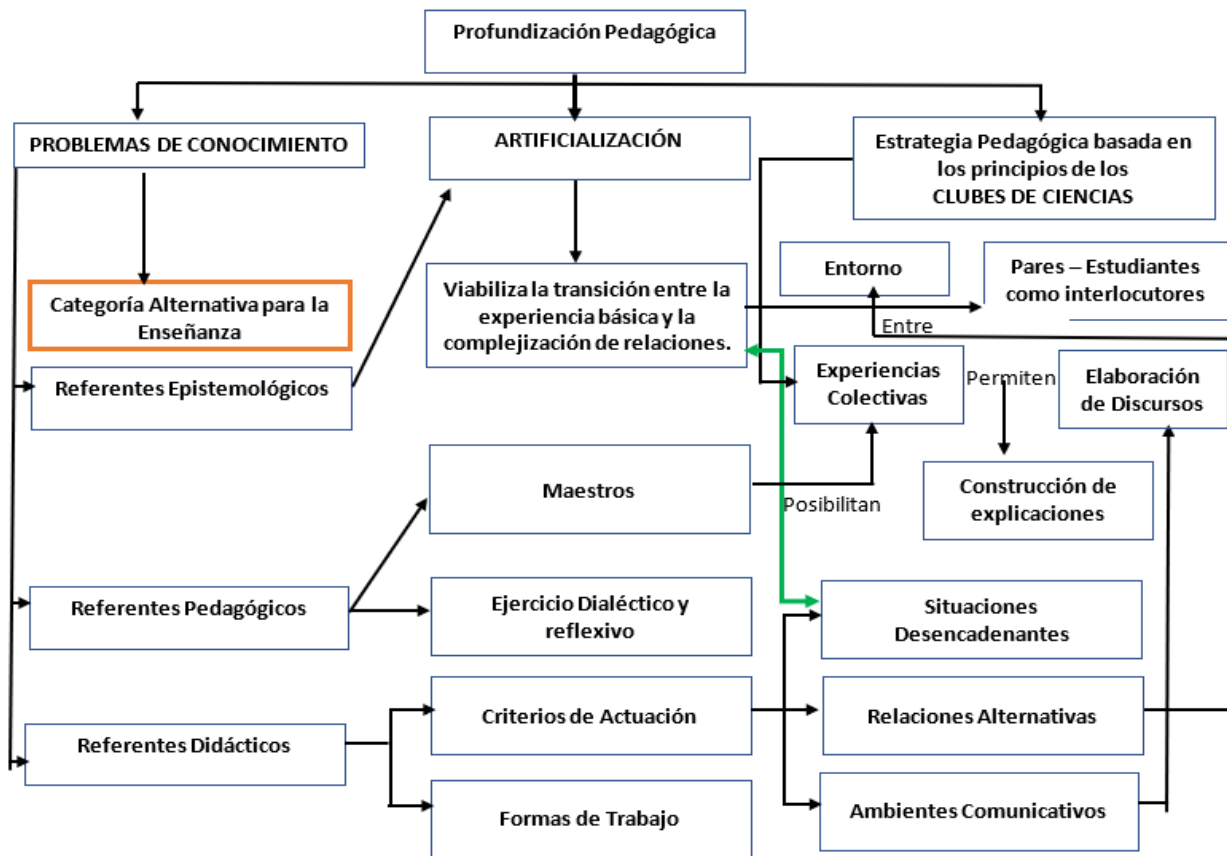 Profundización Pedagógica
PROBLEMAS DE CONOCIMIENTO
ARTIFICIALIZACIÓN
Estrategia Pedagógica basada en
los principios de los
CLUBES DE CIENCIAS
Categoría Alternativa para la
Enseñanza
Viabiliza la transición entre la
experiencia básica y la
complejización de relaciones.
Entorno
Pares – Estudiantes
como interlocutores
Entre
Referentes Epistemológicos
Experiencias
Colectivas
Permiten
Elaboración
de Discursos
Maestros
Posibilitan
Construcción de
explicaciones
Referentes Pedagógicos
Ejercicio Dialéctico y
reflexivo
Situaciones
Desencadenantes
Referentes Didácticos
Criterios de Actuación
Relaciones Alternativas
Formas de Trabajo
Ambientes Comunicativos